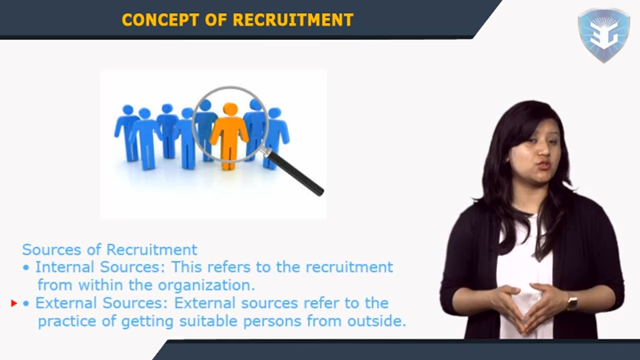 CONCEPT OF RECRUITMENT
Sources of Recruitment
• Internal Sources: This refers to the recruitment
from within the organization.
• External Sources: External sources refer to the
practice of getting suitable persons from outside.